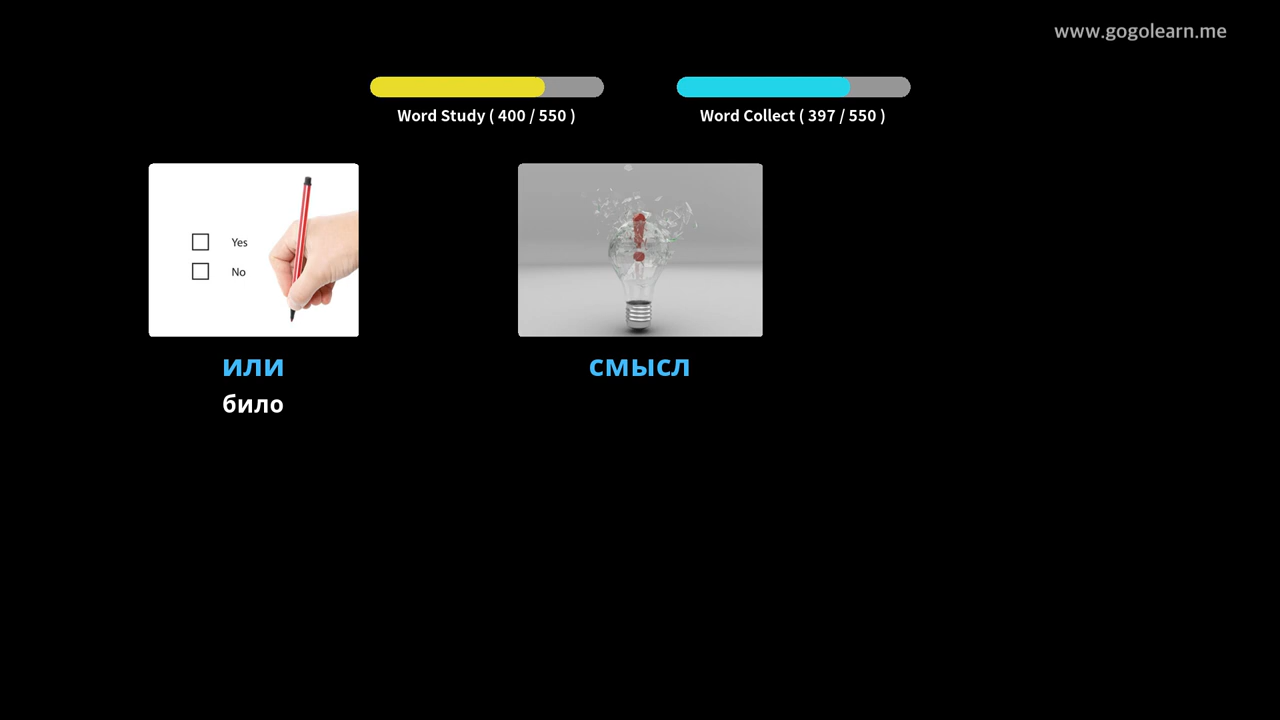 www.gogolearn.me
Word Study ( 400 / 550 )
Word Collect ( 397 / 550 )
Yes
No
или
смысл
било